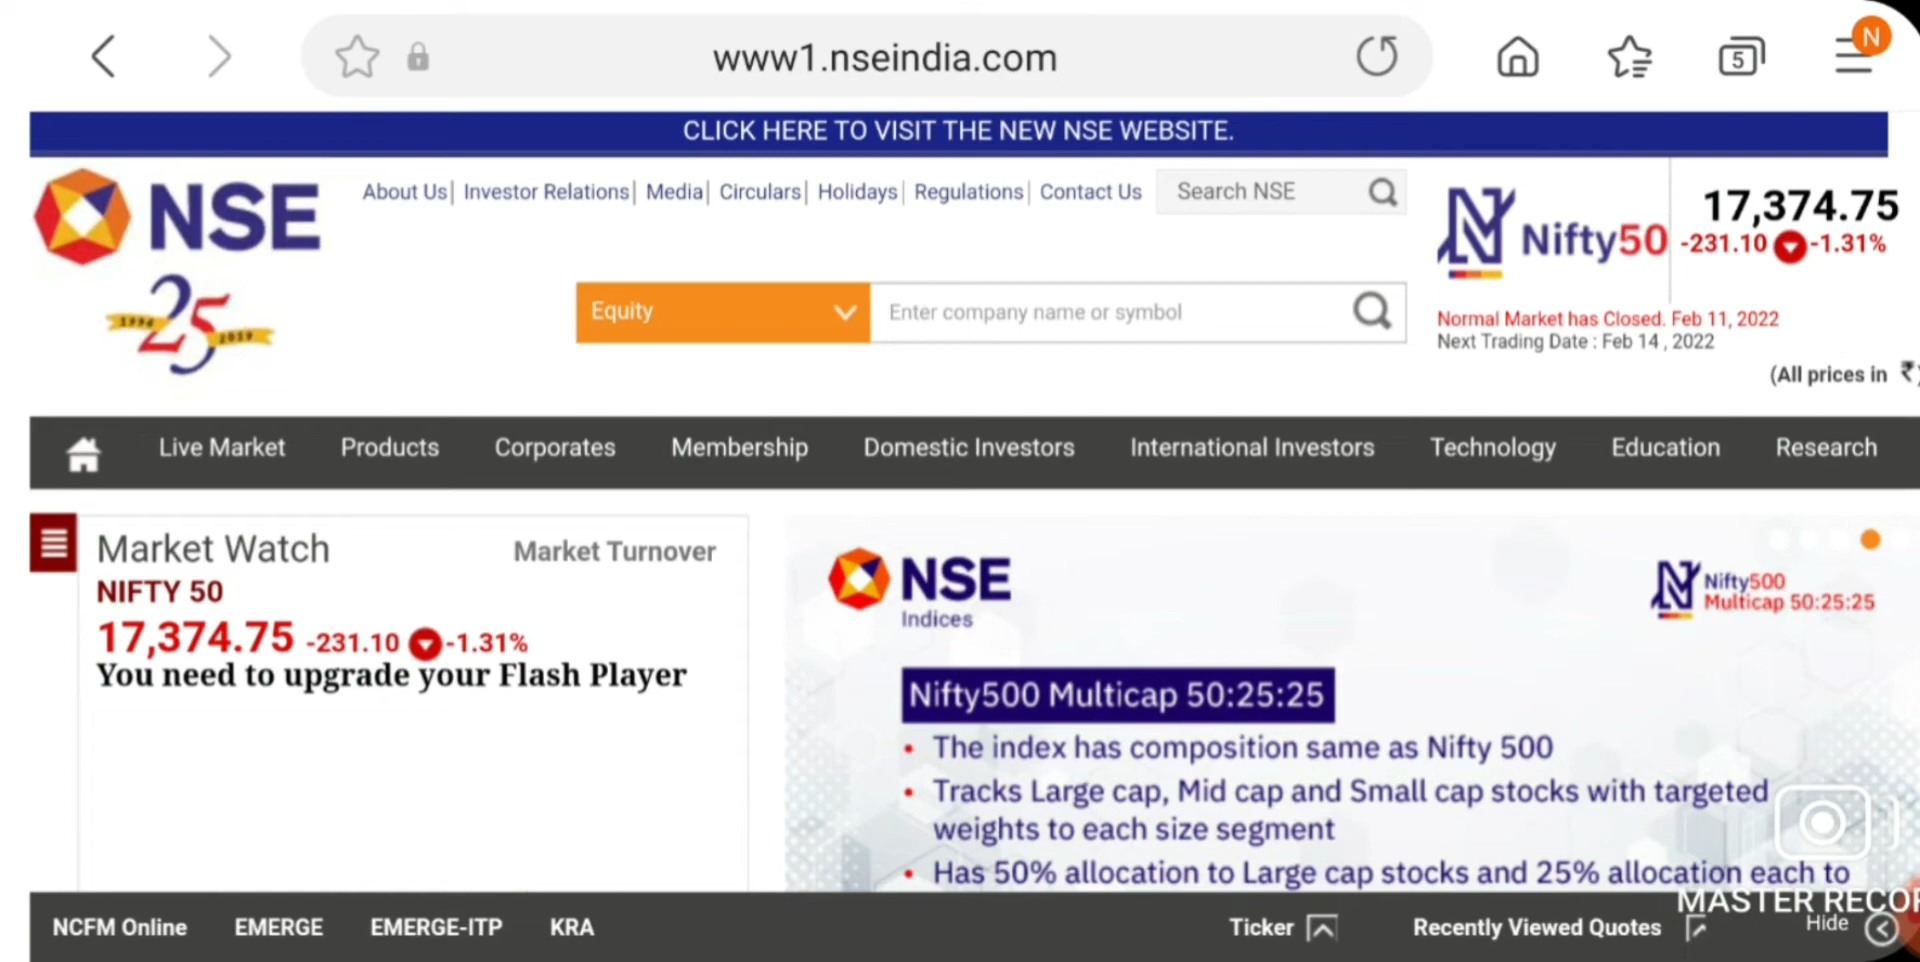 www1.nseindia.com
5
N
CLICK HERE TO VISIT THE NEW NSE WEBSITE.
NSE
About Us| Investor Relations| Media| Circulars| Holidays| Regulations| Contact Us
Search NSE
Nifty50
17,374.75
-231.10 -1.31%
1994 25 2019
Equity
Enter company name or symbol
Normal Market has Closed. Feb 11, 2022
Next Trading Date : Feb 14 , 2022
(All prices in ₹)
Live Market Products Corporates Membership Domestic Investors International Investors Technology Education Research
Market Watch
Market Turnover
NIFTY 50
17,374.75 -231.10 -1.31%
You need to upgrade your Flash Player
NSE
Indices
Nifty500
Multicap 50:25:25
Nifty500 Multicap 50:25:25
• The index has composition same as Nifty 500
• Tracks Large cap, Mid cap and Small cap stocks with targeted
weights to each size segment
• Has 50% allocation to Large cap stocks and 25% allocation each to
MASTER RECOR
NCFM Online EMERGE EMERGE-ITP KRA
Ticker
Recently Viewed Quotes
Hide